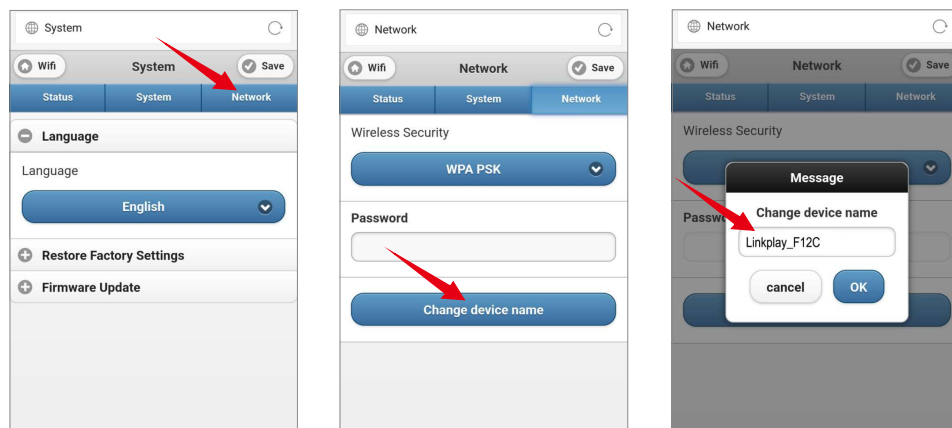 System
Wifi System Save
Status System Network
Language
Language
English
Restore Factory Settings
Firmware Update
Network
Wifi Network Save
Status System Network
Wireless Security
WPA PSK
Password
Change device name
Network
Wifi Network Save
Status System Network
Wireless Security
Message
Change device name
Passw
Linkplay_F12C
cancel OK